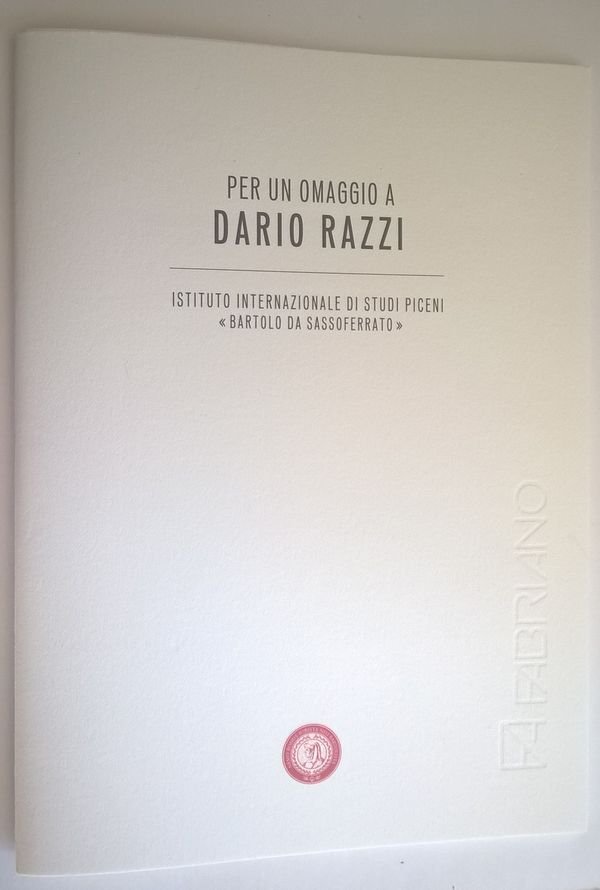 PER UN OMAGGIO A
DARIO RAZZI
ISTITUTO INTERNAZIONALE DI STUDI PICENI
« BARTOLO DA SASSOFERRATO »
FABRIANO